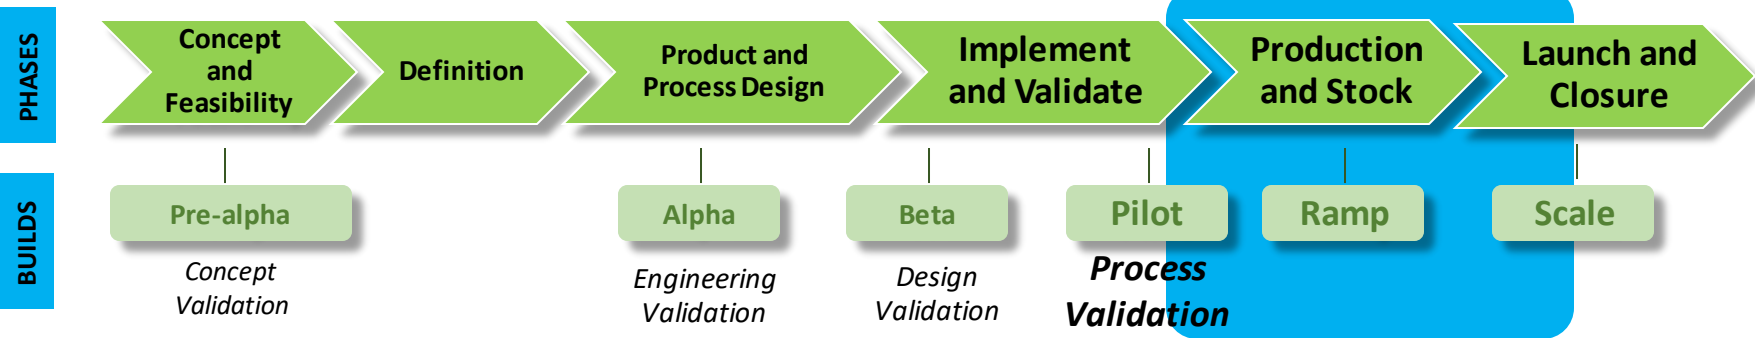 PHASES
Concept
and
Feasibility
Definition
Product and
Process Design
Implement
and Validate
Production
and Stock
Launch and
Closure
BUILDS
Pre-alpha
Alpha
Beta
Pilot
Ramp
Scale
Concept
Validation
Engineering
Validation
Design
Validation
Process
Validation